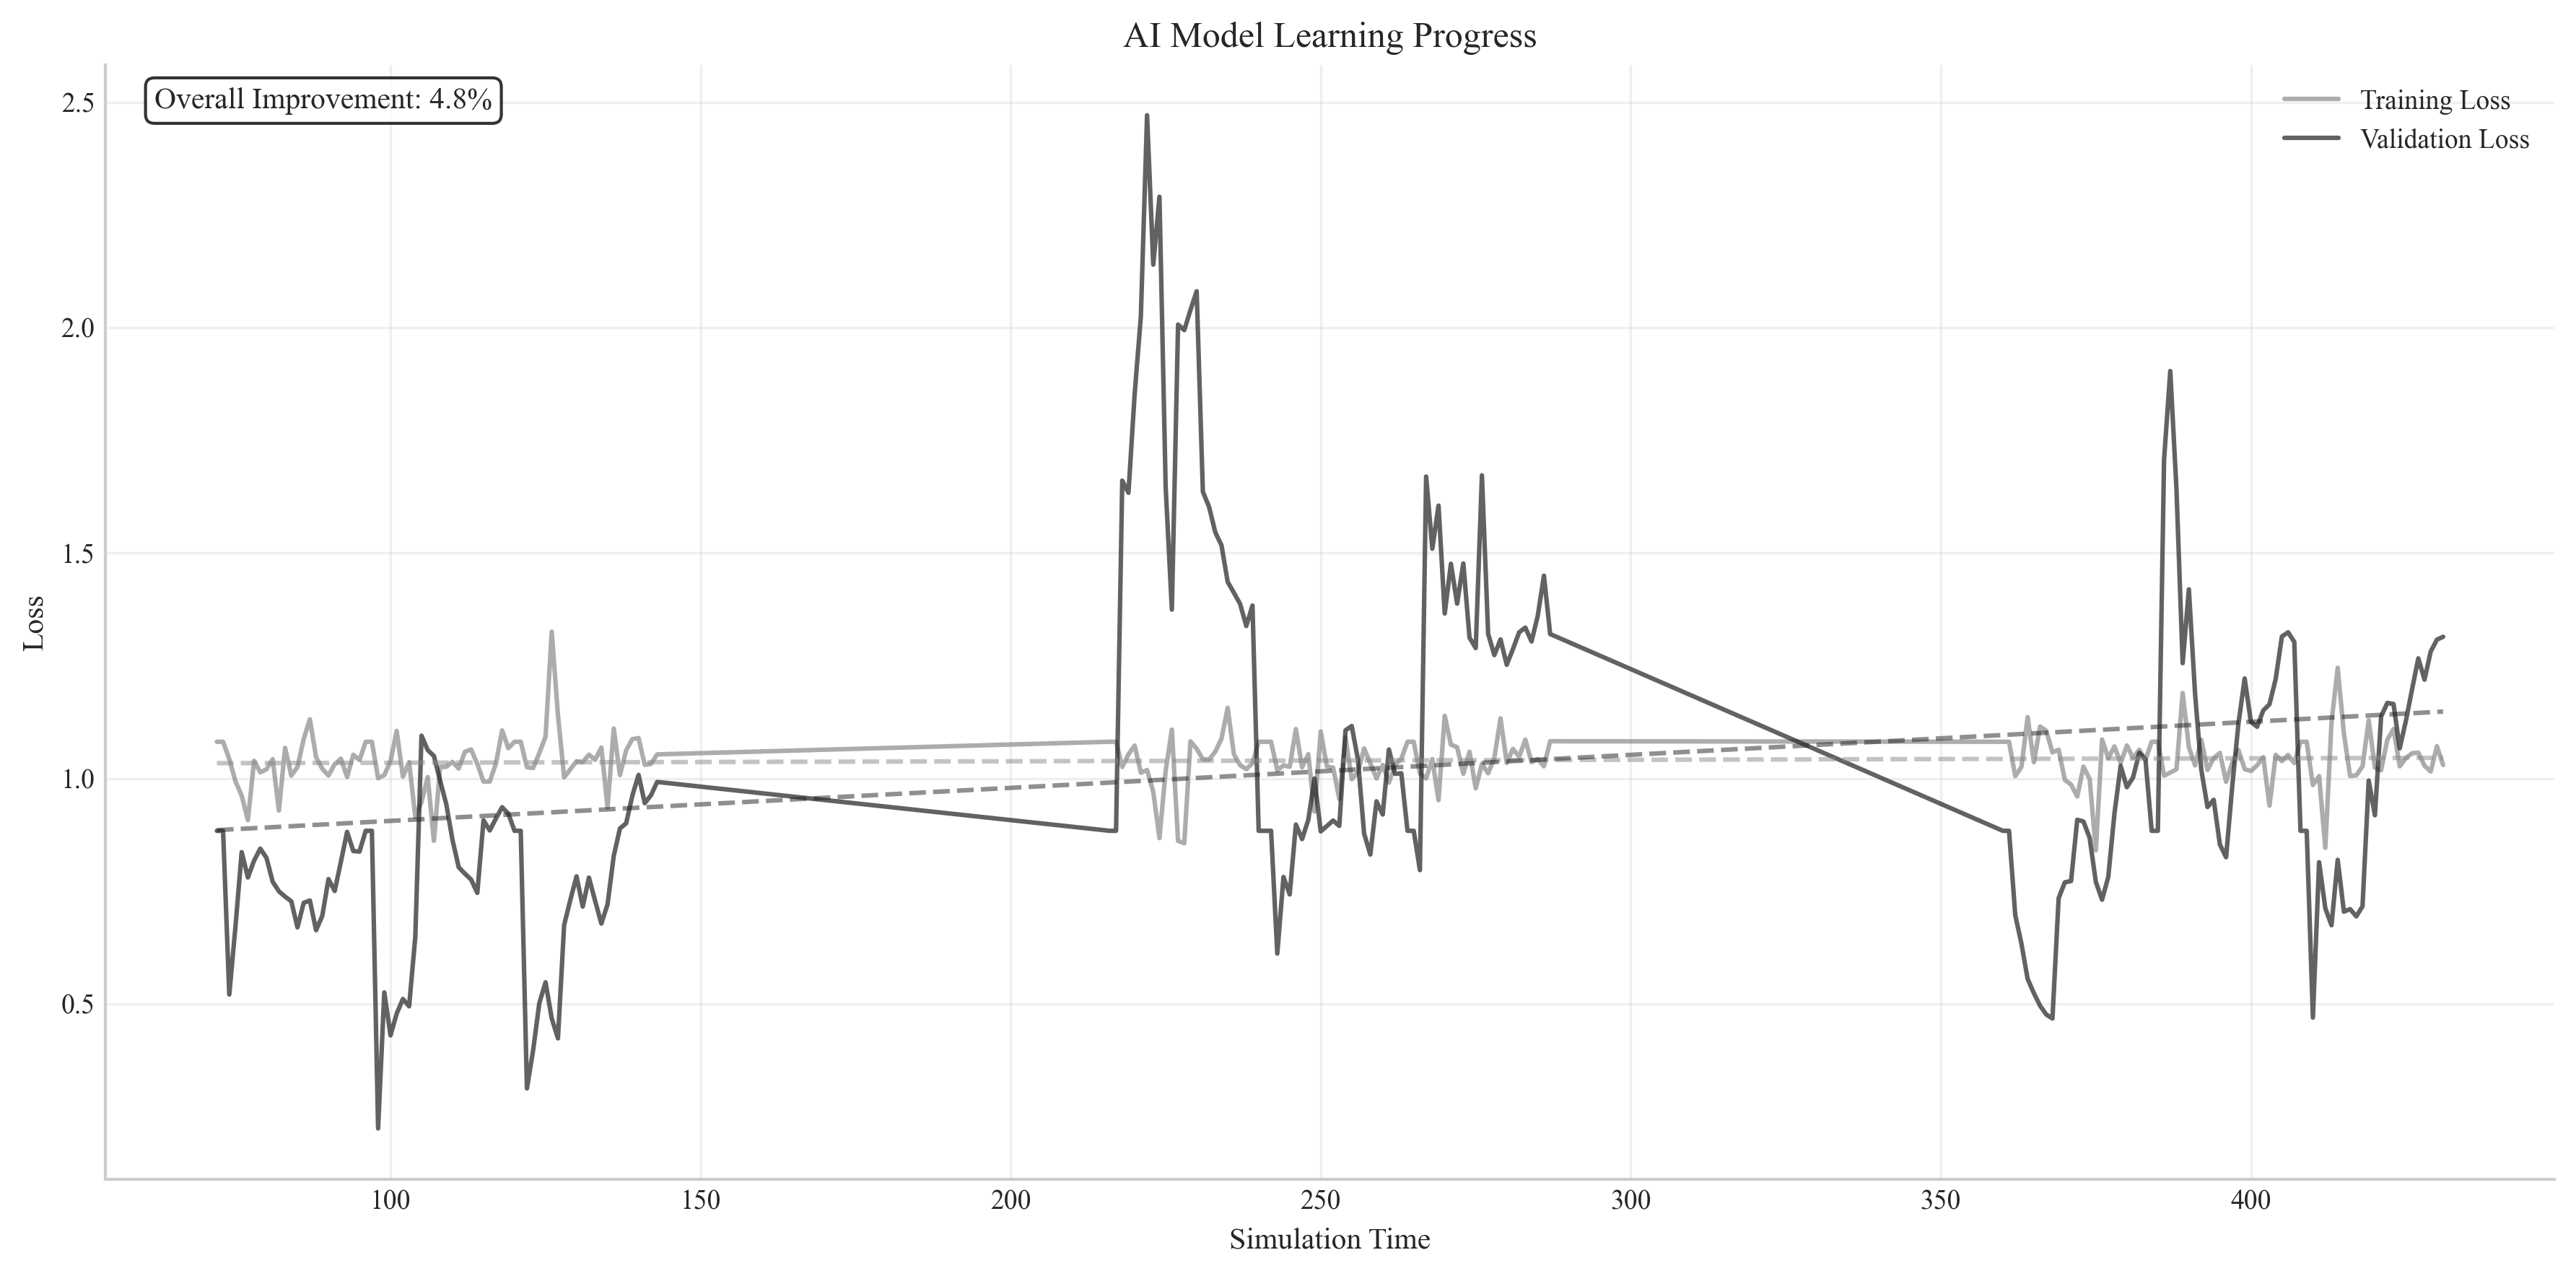 AI Model Learning Progress
Overall Improvement: 4.8%
Training Loss
Validation Loss
2.5
2.0
1.5
1.0
0.5
Loss
100 150 200 250 300 350 400
Simulation Time